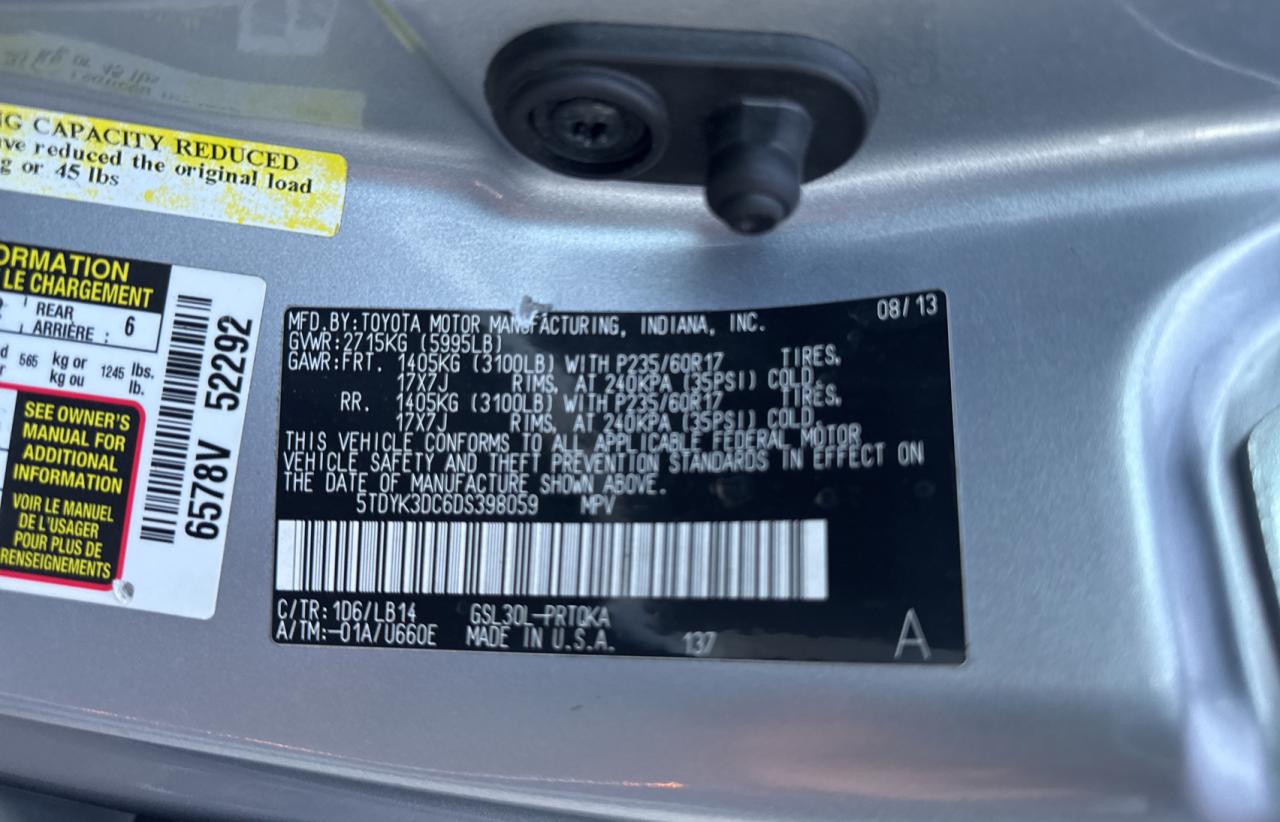 NG CAPACITY REDUCED
ave reduced the original load
g or 45 lbs
ORMATION
LE CHARGEMENT
REAR
ARRIÈRE : 6
565 kg or 1245 lbs.
kg ou lb.
SEE OWNER'S
MANUAL FOR
ADDITIONAL
INFORMATION
VOIR LE MANUEL
DE L'USAGER
POUR PLUS DE
RENSEIGNEMENTS
6578V 52292
MFD.BY:TOYOTA MOTOR MANUFACTURING, INDIANA, INC. 08/13
GVWR:2715KG (5995LB)
GAWR:FRT. 1405KG (3100LB) WITH P235/60R17 TIRES,
17X7J RIMS, AT 240KPA (35PSI) COLD.
RR. 1405KG (3100LB) WITH P235/60R17 TIRES,
17X7J RIMS, AT 240KPA (35PSI) COLD.
THIS VEHICLE CONFORMS TO ALL APPLICABLE FEDERAL MOTOR
VEHICLE SAFETY AND THEFT PREVENTION STANDARDS IN EFFECT ON
THE DATE OF MANUFACTURE SHOWN ABOVE.
5TDYK3DC6DS398059 MPV
C/TR:1D6/LB14 GSL30L-PRTQKA
A/TM:-01A/U660E MADE IN U.S.A. 137 A